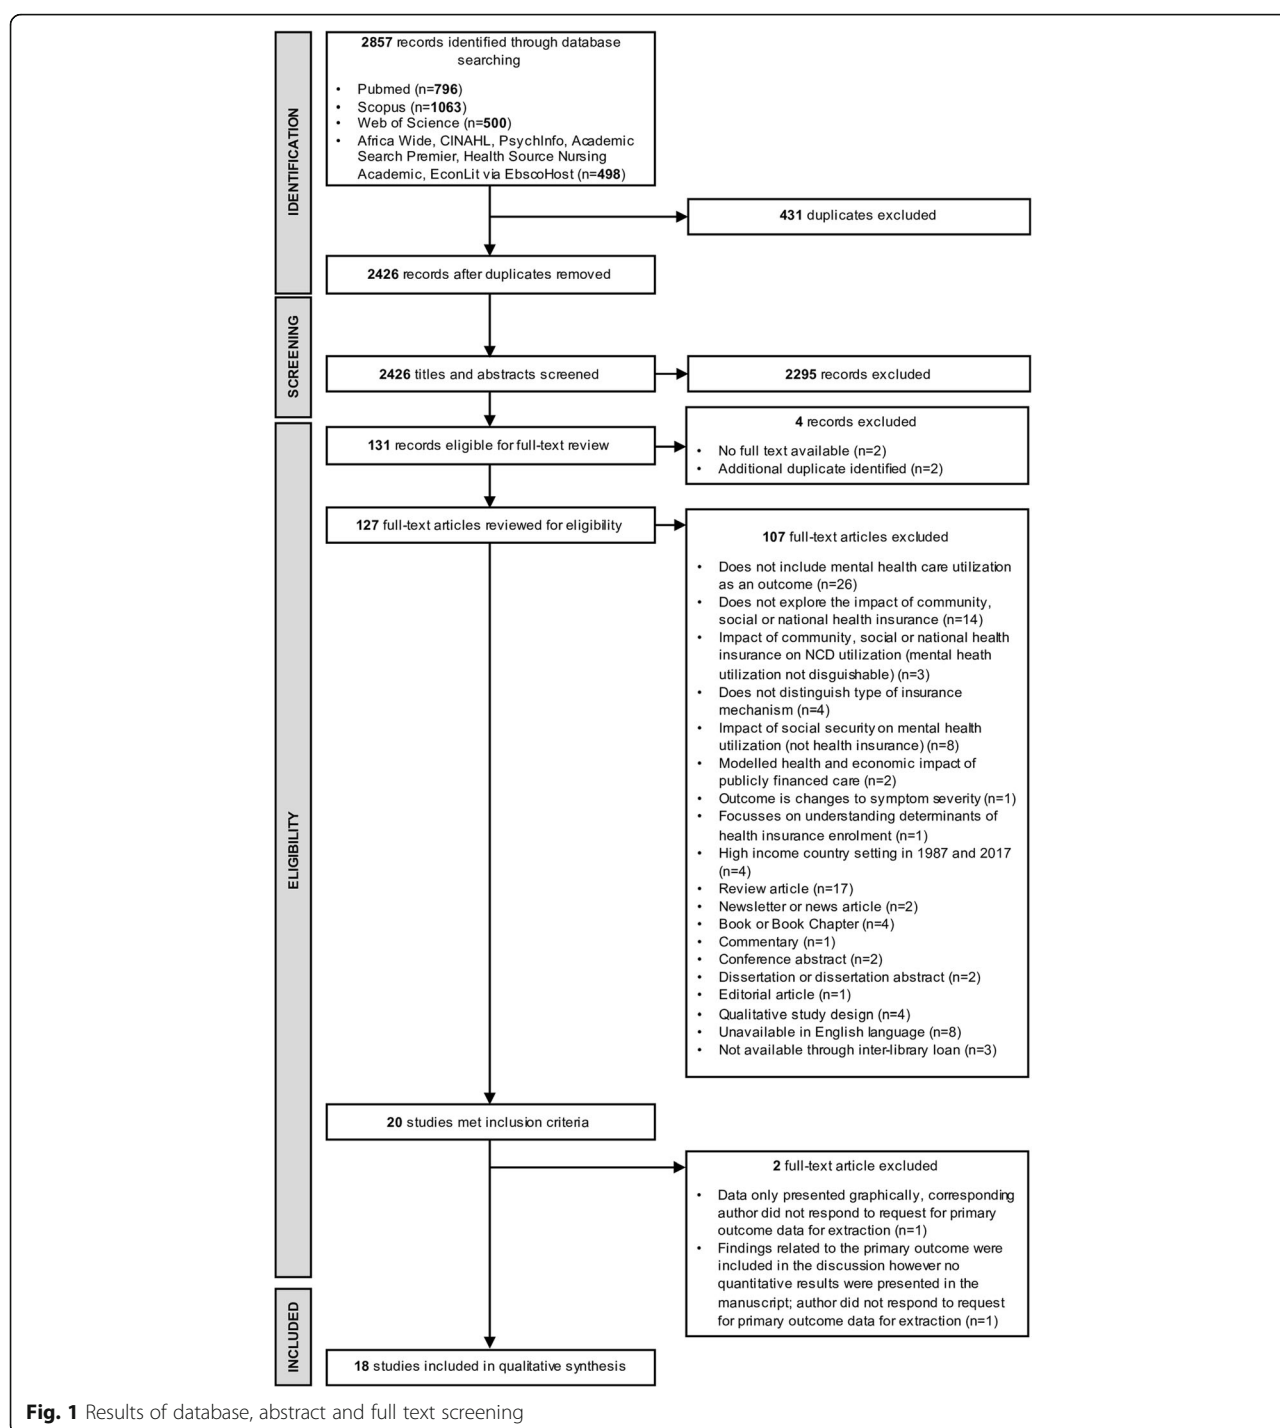 IDENTIFICATION
2857 records identified through database
searching
• Pubmed (n=796)
• Scopus (n=1063)
• Web of Science (n=500)
• Africa Wide, CINAHL, PsychInfo, Academic
Search Premier, Health Source Nursing
Academic, EconLit via EbscoHost (n=498)
431 duplicates excluded
2426 records after duplicates removed
SCREENING
2426 titles and abstracts screened
2295 records excluded
ELIGIBILITY
131 records eligible for full-text review
4 records excluded
• No full text available (n=2)
• Additional duplicate identified (n=2)
127 full-text articles reviewed for eligibility
107 full-text articles excluded
• Does not include mental health care utilization
as an outcome (n=26)
• Does not explore the impact of community,
social or national health insurance (n=14)
• Impact of community, social or national health
insurance on NCD utilization (mental heath
utilization not disguishable) (n=3)
• Does not distinguish type of insurance
mechanism (n=4)
• Impact of social security on mental health
utilization (not health insurance) (n=8)
• Modelled health and economic impact of
publicly financed care (n=2)
• Outcome is changes to symptom severity (n=1)
• Focusses on understanding determinants of
health insurance enrolment (n=1)
• High income country setting in 1987 and 2017
(n=4)
• Review article (n=17)
• Newsletter or news article (n=2)
• Book or Book Chapter (n=4)
• Commentary (n=1)
• Conference abstract (n=2)
• Dissertation or dissertation abstract (n=2)
• Editorial article (n=1)
• Qualitative study design (n=4)
• Unavailable in English language (n=8)
• Not available through inter-library loan (n=3)
20 studies met inclusion criteria
2 full-text article excluded
• Data only presented graphically, corresponding
author did not respond to request for primary
outcome data for extraction (n=1)
• Findings related to the primary outcome were
included in the discussion however no
quantitative results were presented in the
manuscript; author did not respond to request
for primary outcome data for extraction (n=1)
INCLUDED
18 studies included in qualitative synthesis
Fig. 1 Results of database, abstract and full text screening